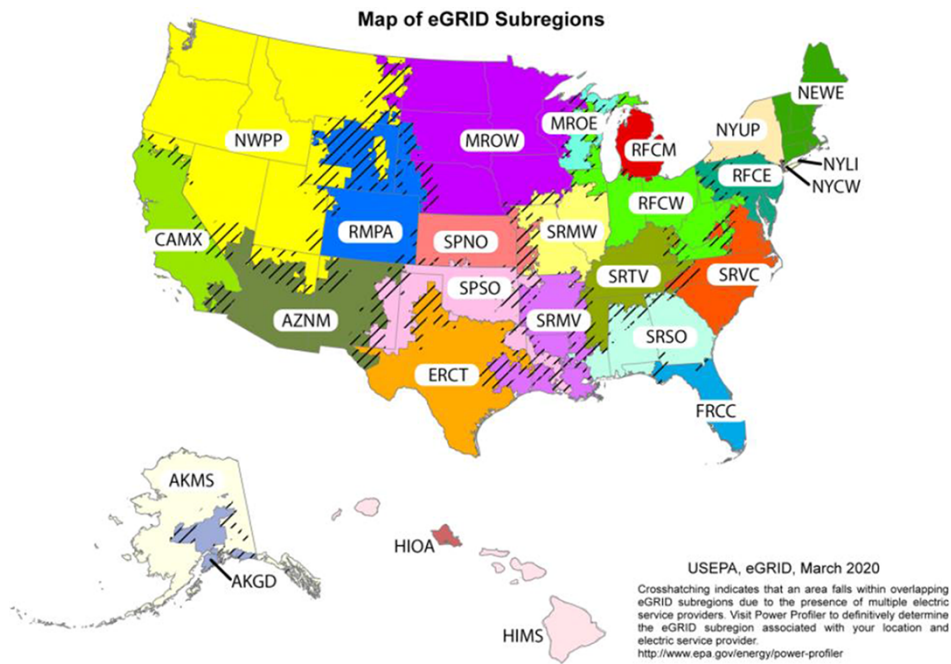 Map of eGRID Subregions
NEWE
MROE
NYUP
NWPP
MROW
RFCM
NYLI
RFCE
NYCW
RFCW
RMPA
SRMW
CAMX
SPNO
SRTV
SRVC
SPSO
AZNM
SRMV
SRSO
ERCT
FRCC
AKMS
HIOA
AKGD
HIMS
USEPA, eGRID, March 2020
Crosshatching indicates that an area falls within overlapping
eGRID subregions due to the presence of multiple electric
service providers. Visit Power Profiler to definitively determine
the eGRID subregion associated with your location and
electric service provider.
http://www.epa.gov/energy/power-profiler